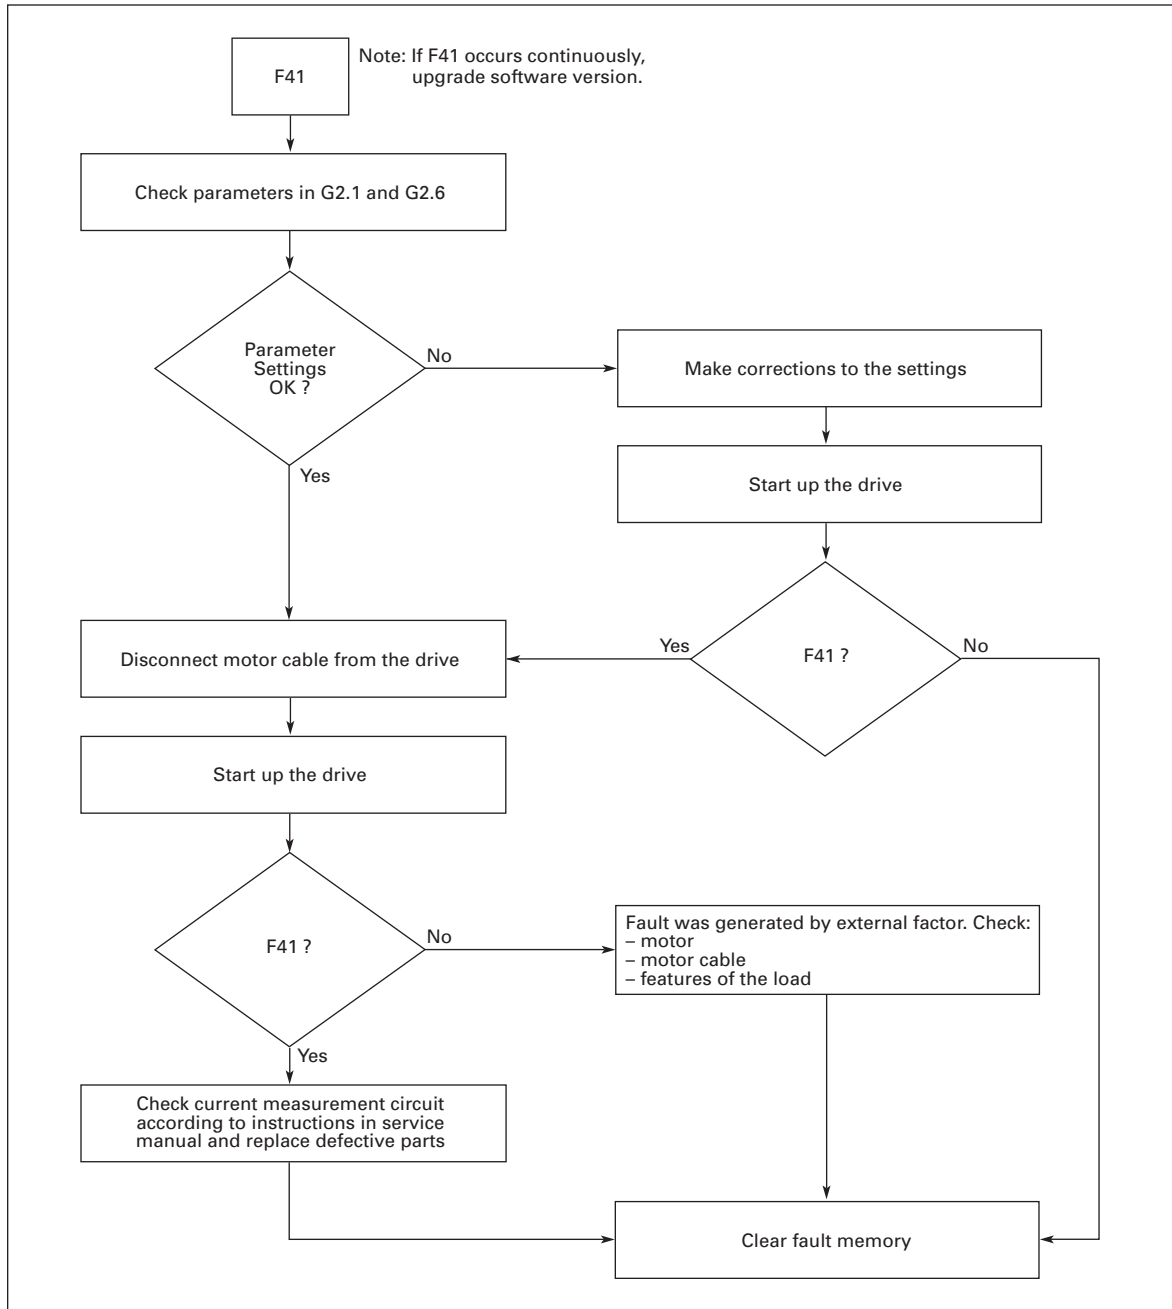 F41
Note: If F41 occurs continuously,
upgrade software version.
Check parameters in G2.1 and G2.6
Parameter
Settings
OK ?
No
Make corrections to the settings
Yes
Start up the drive
Disconnect motor cable from the drive
Yes
F41 ?
No
Start up the drive
F41 ?
No
Fault was generated by external factor. Check:
– motor
– motor cable
– features of the load
Yes
Check current measurement circuit
according to instructions in service
manual and replace defective parts
Clear fault memory